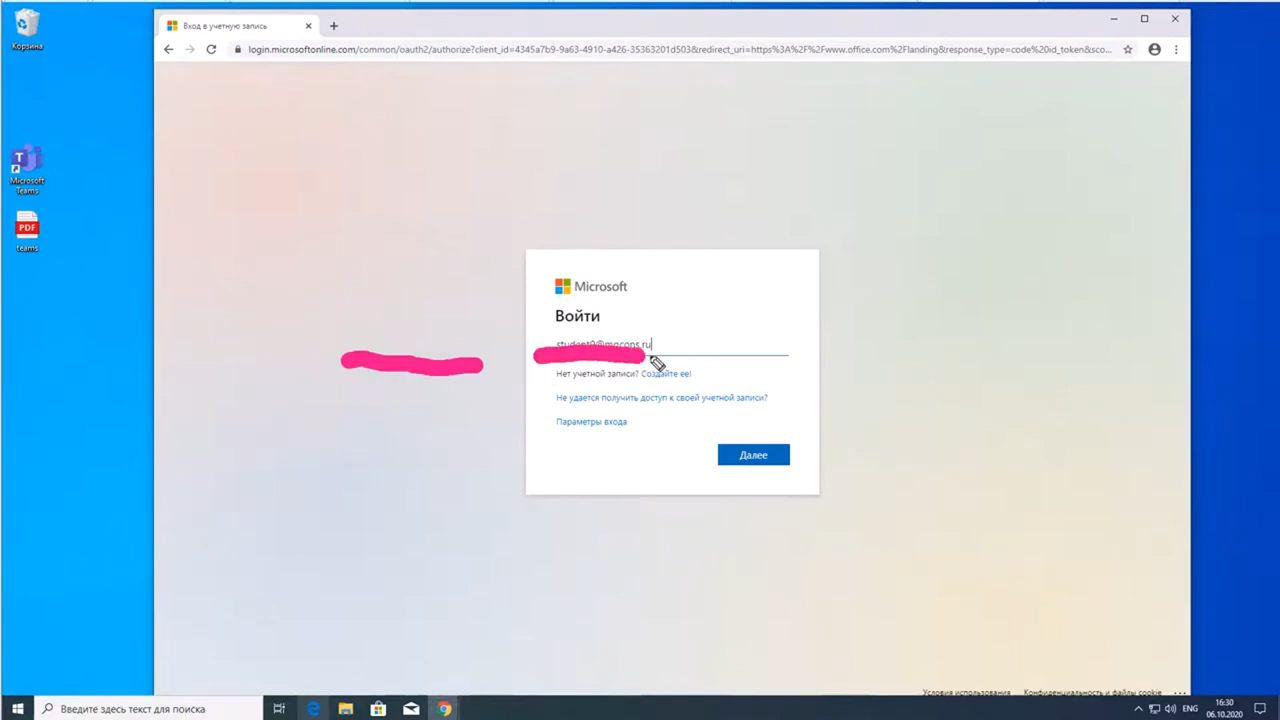 Корзина
Microsoft
Teams
PDF
teams
Вход в учетную запись
login.microsoftonline.com/common/oauth2/authorize?client_id=4345a7b9-9a63-4910-a426-35363201d503&redirect_uri=https%3A%2F%2Fwww.office.com%2Flanding&response_type=code%20id_token&sco...
Microsoft
Войти
student9@mgcons.ru
Нет учетной записи? Создайте ее!
Не удается получить доступ к своей учетной записи?
Параметры входа
Далее
Условия использования Конфиденциальность и файлы cookie ...
Введите здесь текст для поиска
ENG
16:30
06.10.2020